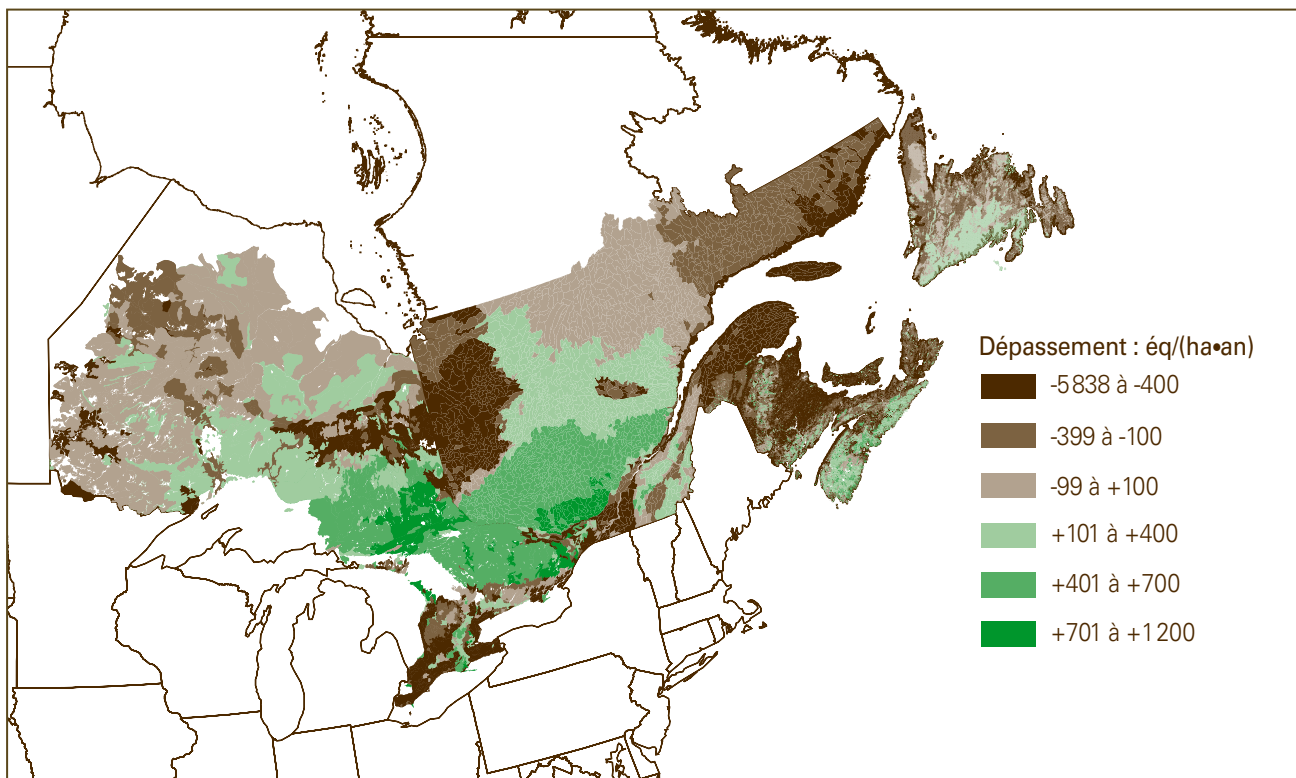 Dépassement : éq/(ha•an)
-5 838 à -400
-399 à -100
-99 à +100
+101 à +400
+401 à +700
+701 à +1 200